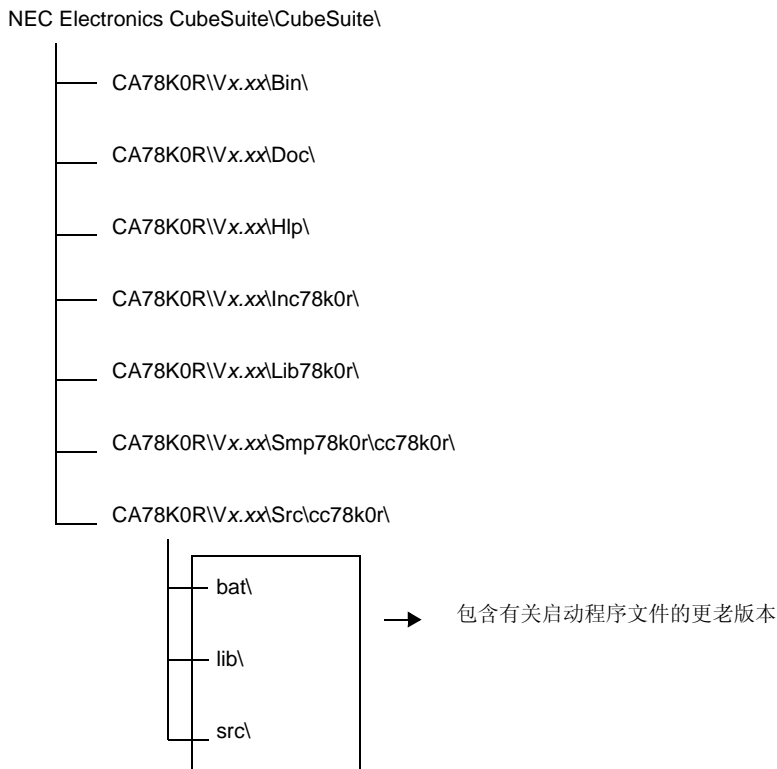 NEC Electronics CubeSuite\CubeSuite\
CA78K0R\Vx.xx\Bin\
CA78K0R\Vx.xx\Doc\
CA78K0R\Vx.xx\Hlp\
CA78K0R\Vx.xx\Inc78k0r\
CA78K0R\Vx.xx\Lib78k0r\
CA78K0R\Vx.xx\Smp78k0r\cc78k0r\
CA78K0R\Vx.xx\Src\cc78k0r\
bat\
包含有关启动程序文件的更老版本
lib\
src\